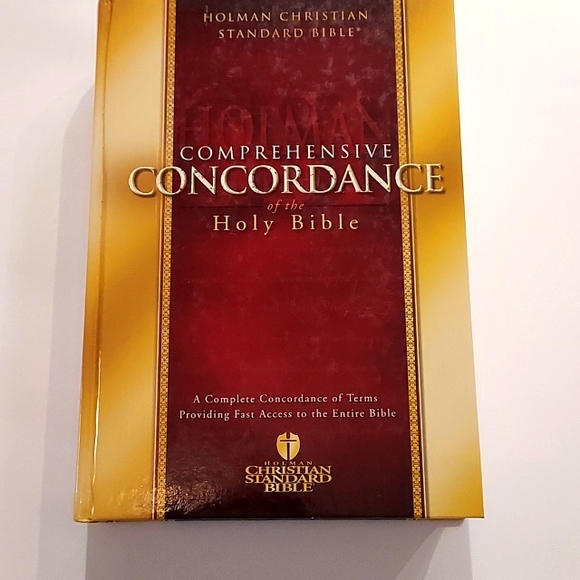 HOLMAN CHRISTIAN
STANDARD BIBLE®
HOLMAN
COMPREHENSIVE
CONCORDANCE
of the
Holy Bible
A Complete Concordance of Terms
Providing Fast Access to the Entire Bible
HOLMAN
CHRISTIAN
STANDARD
BIBLE